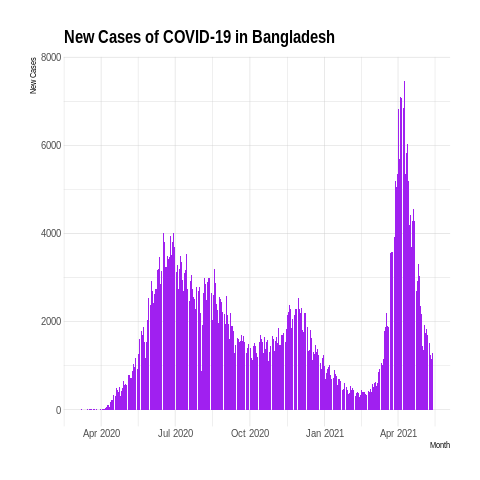 New Cases of COVID-19 in Bangladesh
New Cases
8000
6000
4000
2000
0
Apr 2020 Jul 2020 Oct 2020 Jan 2021 Apr 2021
Month